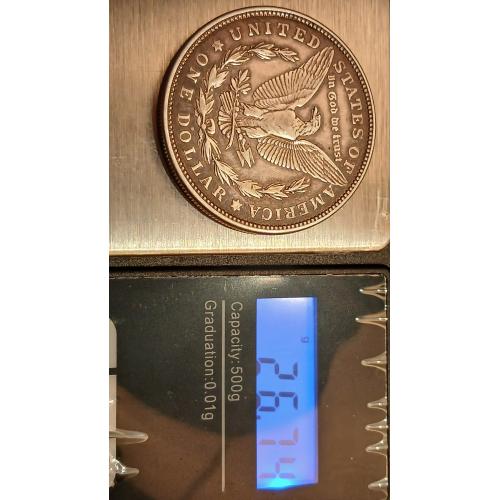 UNITED STATES OF AMERICA
In God we trust
★ ONE DOLLAR ★
g
26.74
Capacity: 500g
Graduation: 0.01g